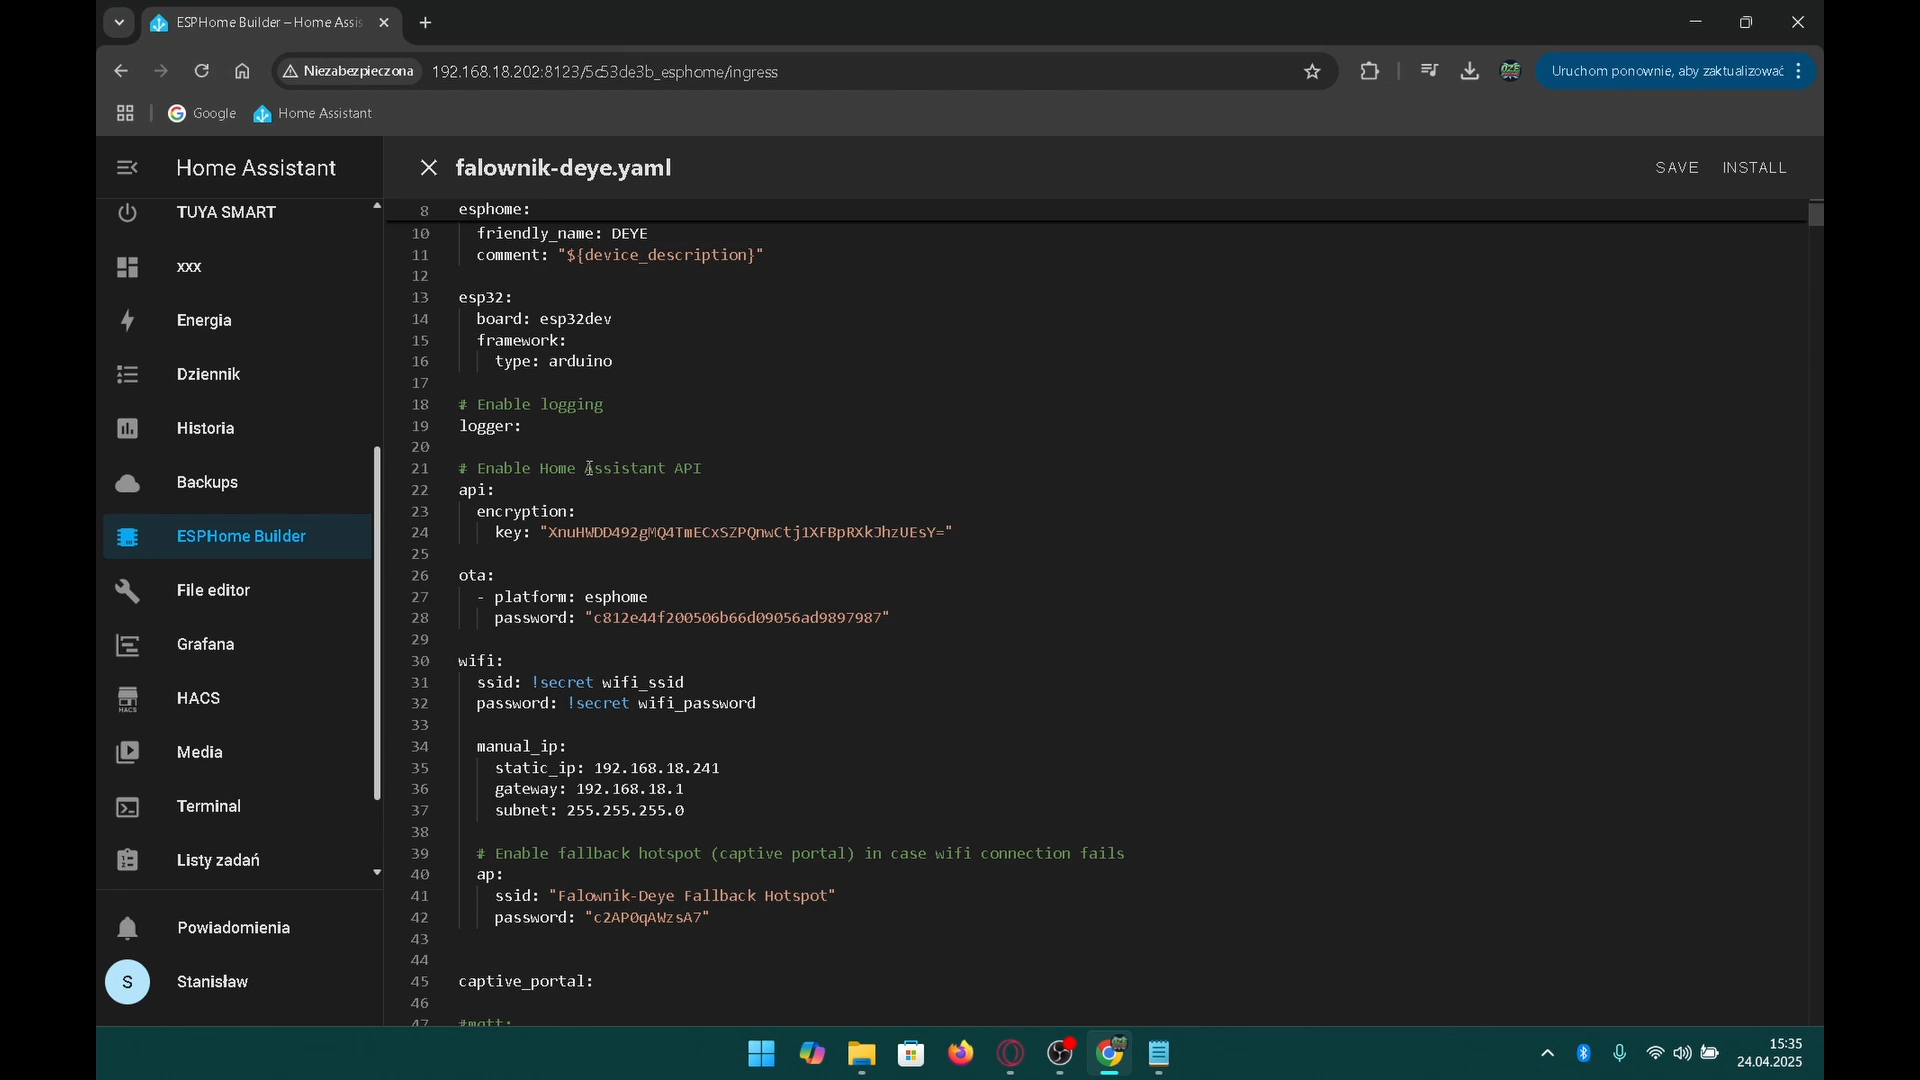 ESPHome Builder – Home Assis
Niezabezpieczona
192.168.18.202:8123/5c53de3b_esphome/ingress
Uruchom ponownie, aby zaktualizować
Google
Home Assistant
Home Assistant
TUYA SMART
xxx
Energia
Dziennik
Historia
Backups
ESPHome Builder
File editor
Grafana
HACS
HACS
Media
Terminal
Listy zadań
Powiadomienia
S
Stanisław
falownik-deye.yaml
SAVE
INSTALL
8 esphome:
10 friendly_name: DEYE
11 comment: "${device_description}"
12
13 esp32:
14 board: esp32dev
15 framework:
16 type: arduino
17
18 # Enable logging
19 logger:
20
21 # Enable Home Assistant API
22 api:
23 encryption:
24 key: "XnuHWDD492gMQ4TmECxSZPQnwCtj1XFBpRXkJhzUEsY="
25
26 ota:
27 - platform: esphome
28 password: "c812e44f200506b66d09056ad9897987"
29
30 wifi:
31 ssid: !secret wifi_ssid
32 password: !secret wifi_password
33
34 manual_ip:
35 static_ip: 192.168.18.241
36 gateway: 192.168.18.1
37 subnet: 255.255.255.0
38
39 # Enable fallback hotspot (captive portal) in case wifi connection fails
40 ap:
41 ssid: "Falownik-Deye Fallback Hotspot"
42 password: "c2AP0qAWzsA7"
43
44
45 captive_portal:
46
47 #mqtt:
15:35
24.04.2025